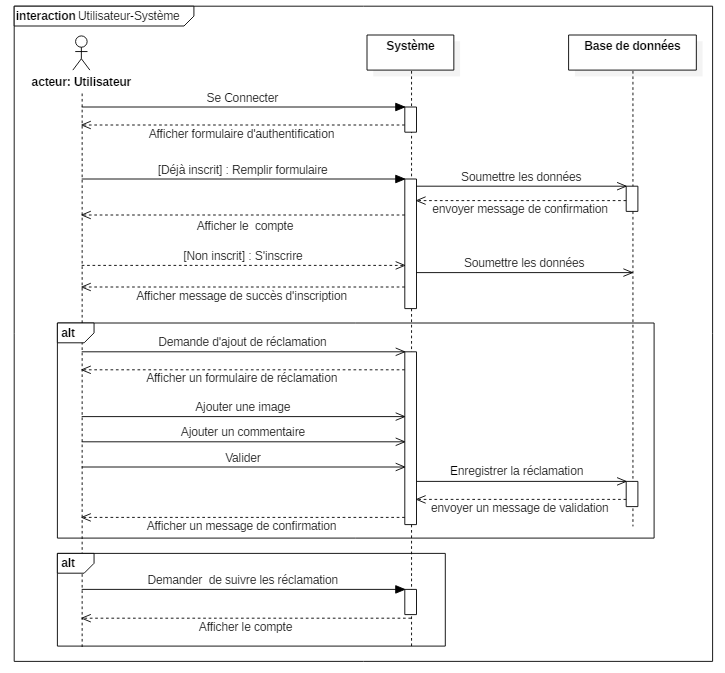 interaction Utilisateur-Système
Système
Base de données
acteur: Utilisateur
Se Connecter
Afficher formulaire d'authentification
[Déjà inscrit] : Remplir formulaire
Soumettre les données
envoyer message de confirmation
Afficher le compte
[Non inscrit] : S'inscrire
Soumettre les données
Afficher message de succès d'inscription
alt
Demande d'ajout de réclamation
Afficher un formulaire de réclamation
Ajouter une image
Ajouter un commentaire
Valider
Enregistrer la réclamation
envoyer un message de validation
Afficher un message de confirmation
alt
Demander de suivre les réclamation
Afficher le compte